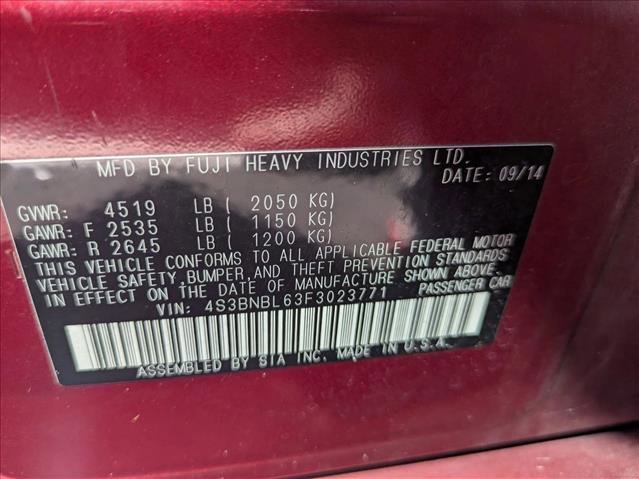 MFD BY FUJI HEAVY INDUSTRIES LTD.
DATE: 09/14
GVWR: 4519 LB ( 2050 KG)
GAWR: F 2535 LB ( 1150 KG)
GAWR: R 2645 LB ( 1200 KG)
THIS VEHICLE CONFORMS TO ALL APPLICABLE FEDERAL MOTOR
VEHICLE SAFETY,BUMPER,AND THEFT PREVENTION STANDARDS
IN EFFECT ON THE DATE OF MANUFACTURE SHOWN ABOVE.
VIN: 4S3BNBL63F3023771 PASSENGER CAR
ASSEMBLED BY SIA INC, MADE IN U.S.A.